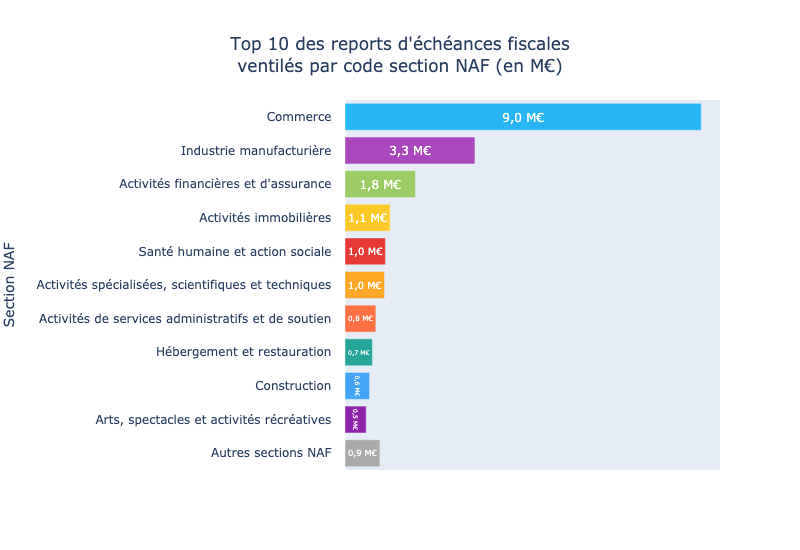 Top 10 des reports d'échéances fiscales
ventilés par code section NAF (en M€)
Section NAF
Commerce 9,0 M€
Industrie manufacturière 3,3 M€
Activités financières et d'assurance 1,8 M€
Activités immobilières 1,1 M€
Santé humaine et action sociale 1,0 M€
Activités spécialisées, scientifiques et techniques 1,0 M€
Activités de services administratifs et de soutien 0,8 M€
Hébergement et restauration 0,7 M€
Construction 0,6 M€
Arts, spectacles et activités récréatives 0,5 M€
Autres sections NAF 0,9 M€